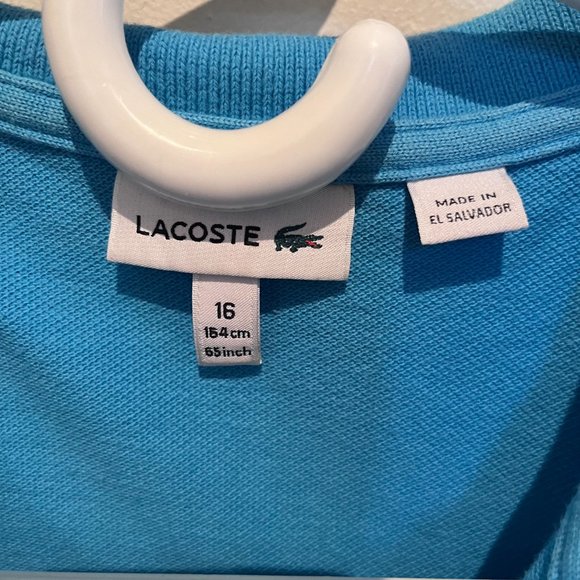 LACOSTE
MADE IN
EL SALVADOR
16
164cm
65inch